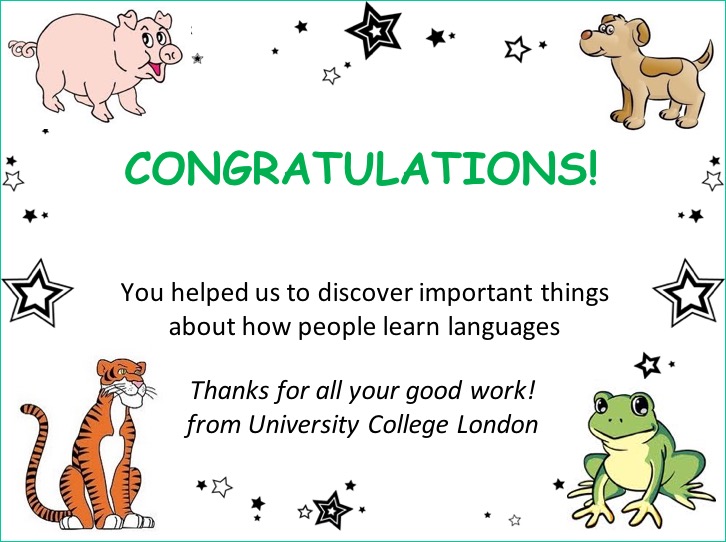 CONGRATULATIONS!
You helped us to discover important things
about how people learn languages
Thanks for all your good work!
from University College London